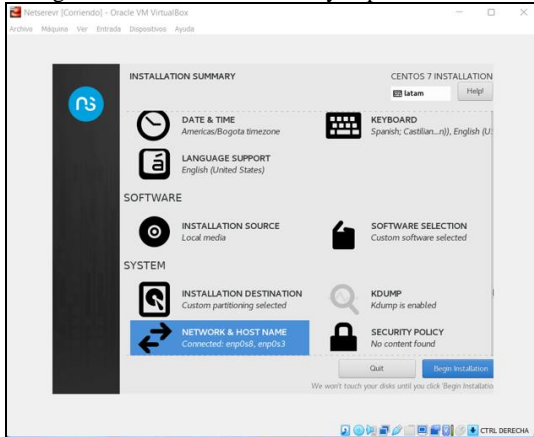 Netserevr [Corriendo] - Oracle VM VirtualBox
Archivo Máquina Ver Entrada Dispositivos Ayuda
INSTALLATION SUMMARY
CENTOS 7 INSTALLATION
latam
Help!
DATE & TIME
Americas/Bogota timezone
KEYBOARD
Spanish; Castilian...n)), English (U
LANGUAGE SUPPORT
English (United States)
SOFTWARE
INSTALLATION SOURCE
Local media
SOFTWARE SELECTION
Custom software selected
SYSTEM
INSTALLATION DESTINATION
Custom partitioning selected
KDUMP
Kdump is enabled
NETWORK & HOST NAME
Connected: enp0s8, enp0s3
SECURITY POLICY
No content found
Quit
Begin Installation
We won't touch your disks until you click 'Begin Installatio
CTRL DERECHA